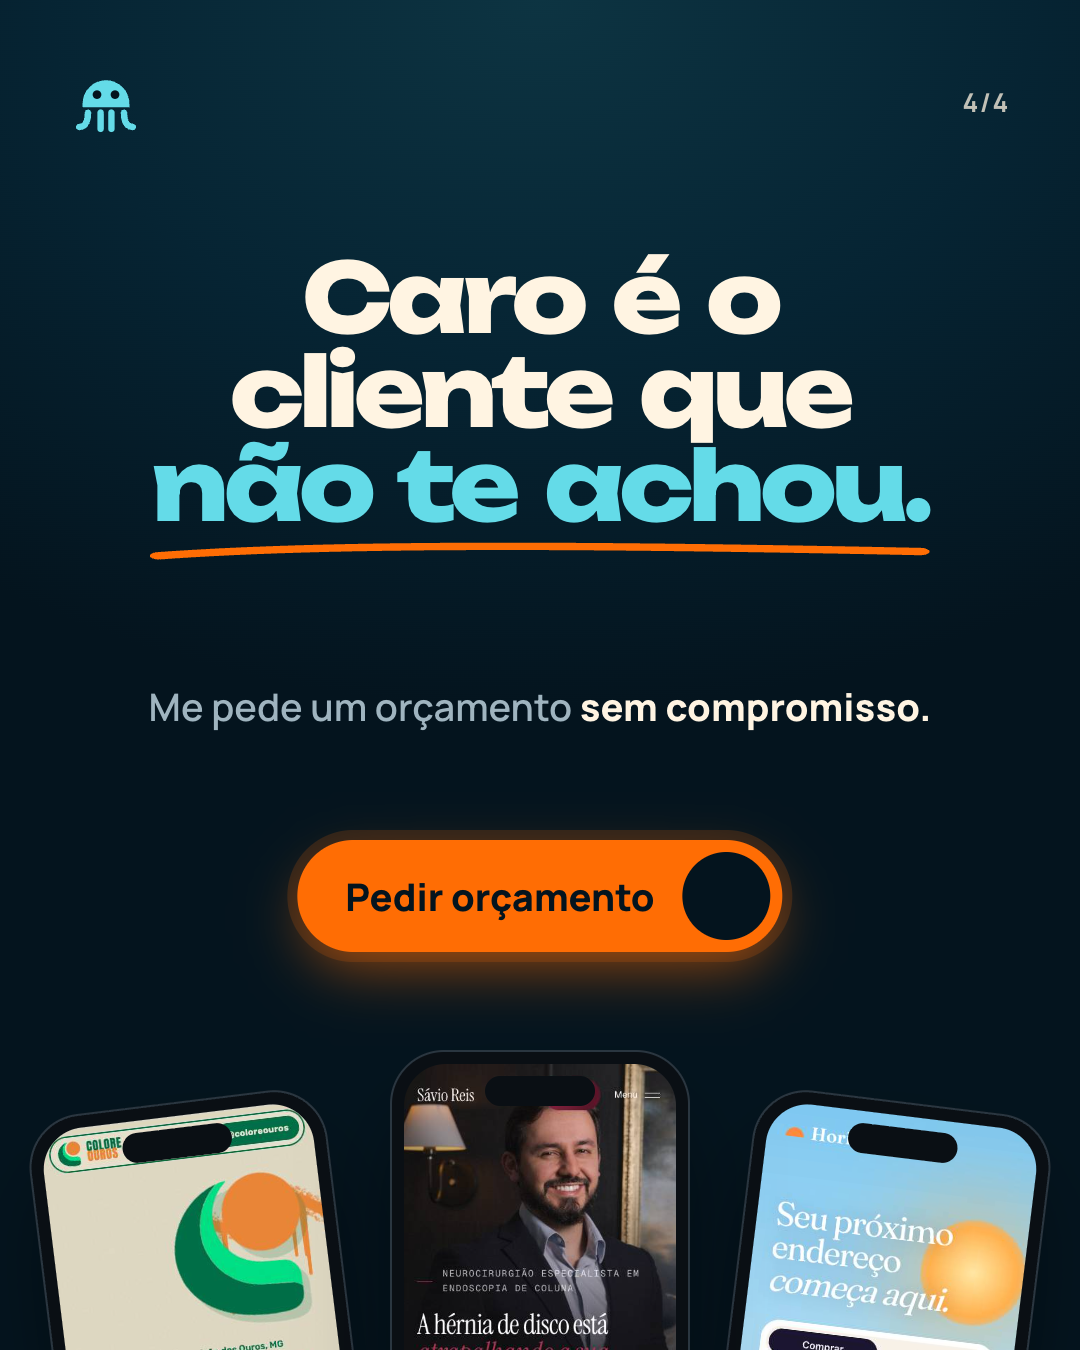 4/4
Caro é o
cliente que
não te achou.
Me pede um orçamento sem compromisso.
Pedir orçamento
COLORE
OUROS
@coloreouros
Ouros, MG
Sávio Reis
Menu
NEUROCIRURGIÃO ESPECIALISTA EM
ENDOSCOPIA DE COLUNA
A hérnia de disco está
Seu próximo
endereço
começa aqui.
Comprar